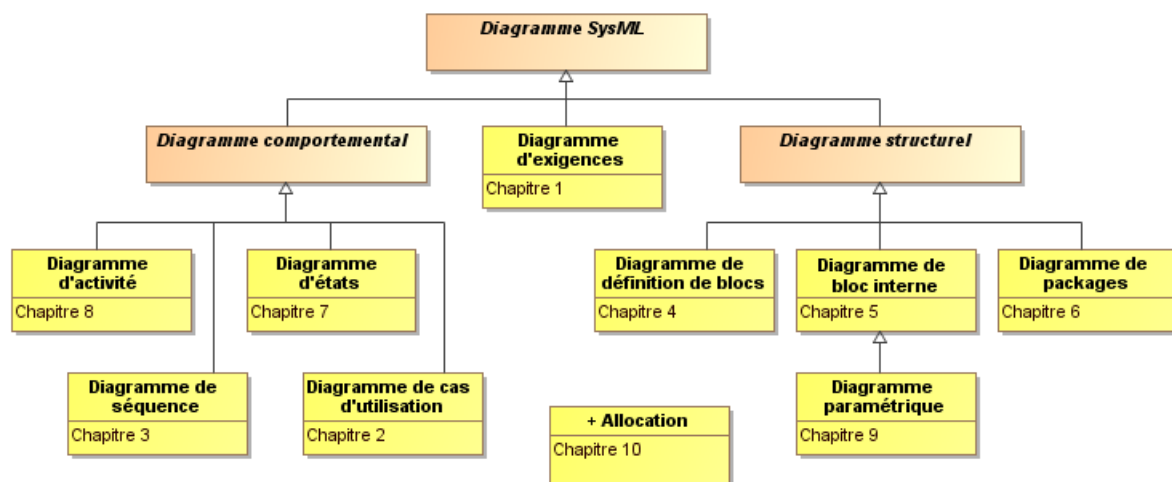 Diagramme SysML
Diagramme comportemental
Diagramme
d'exigences
Chapitre 1
Diagramme structurel
Diagramme
d'activité
Chapitre 8
Diagramme
d'états
Chapitre 7
Diagramme de
définition de blocs
Chapitre 4
Diagramme de
bloc interne
Chapitre 5
Diagramme de
packages
Chapitre 6
Diagramme de
séquence
Chapitre 3
Diagramme de cas
d'utilisation
Chapitre 2
+ Allocation
Chapitre 10
Diagramme
paramétrique
Chapitre 9